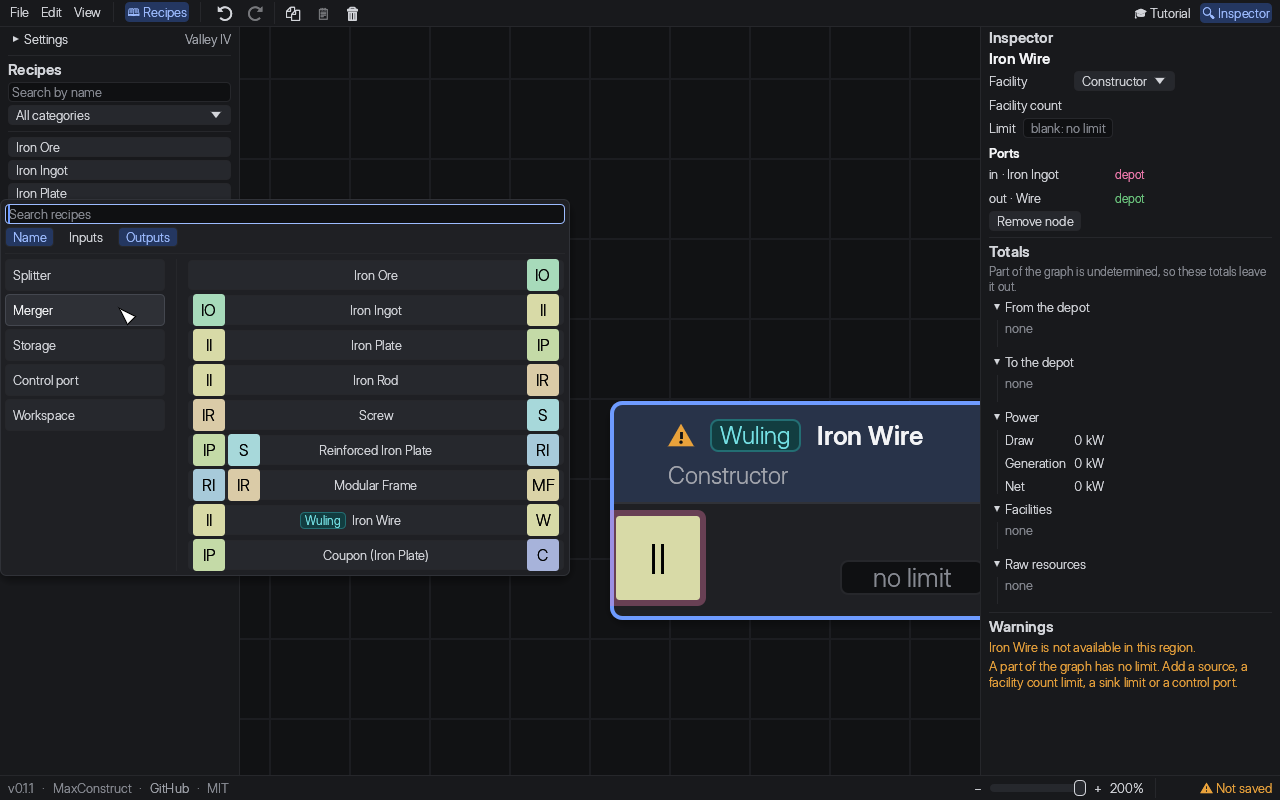 File Edit View Recipes Tutorial Inspector
Settings Valley IV
Recipes
Search by name
All categories
Iron Ore
Iron Ingot
Iron Plate
Search recipes
Name Inputs Outputs
Splitter
Merger
Storage
Control port
Workspace
Iron Ore IO
IO Iron Ingot II
II Iron Plate IP
II Iron Rod IR
IR Screw S
IP S Reinforced Iron Plate RI
RI IR Modular Frame MF
II Wuling Iron Wire W
IP Coupon (Iron Plate) C
Wuling Iron Wire
Constructor
II
no limit
Inspector
Iron Wire
Facility Constructor
Facility count
Limit blank: no limit
Ports
in · Iron Ingot depot
out · Wire depot
Remove node
Totals
Part of the graph is undetermined, so these totals leave
it out.
From the depot
none
To the depot
none
Power
Draw 0 kW
Generation 0 kW
Net 0 kW
Facilities
none
Raw resources
none
Warnings
Iron Wire is not available in this region.
A part of the graph has no limit. Add a source, a
facility count limit, a sink limit or a control port.
v0.1.1 · MaxConstruct · GitHub · MIT
− + 200% Not saved